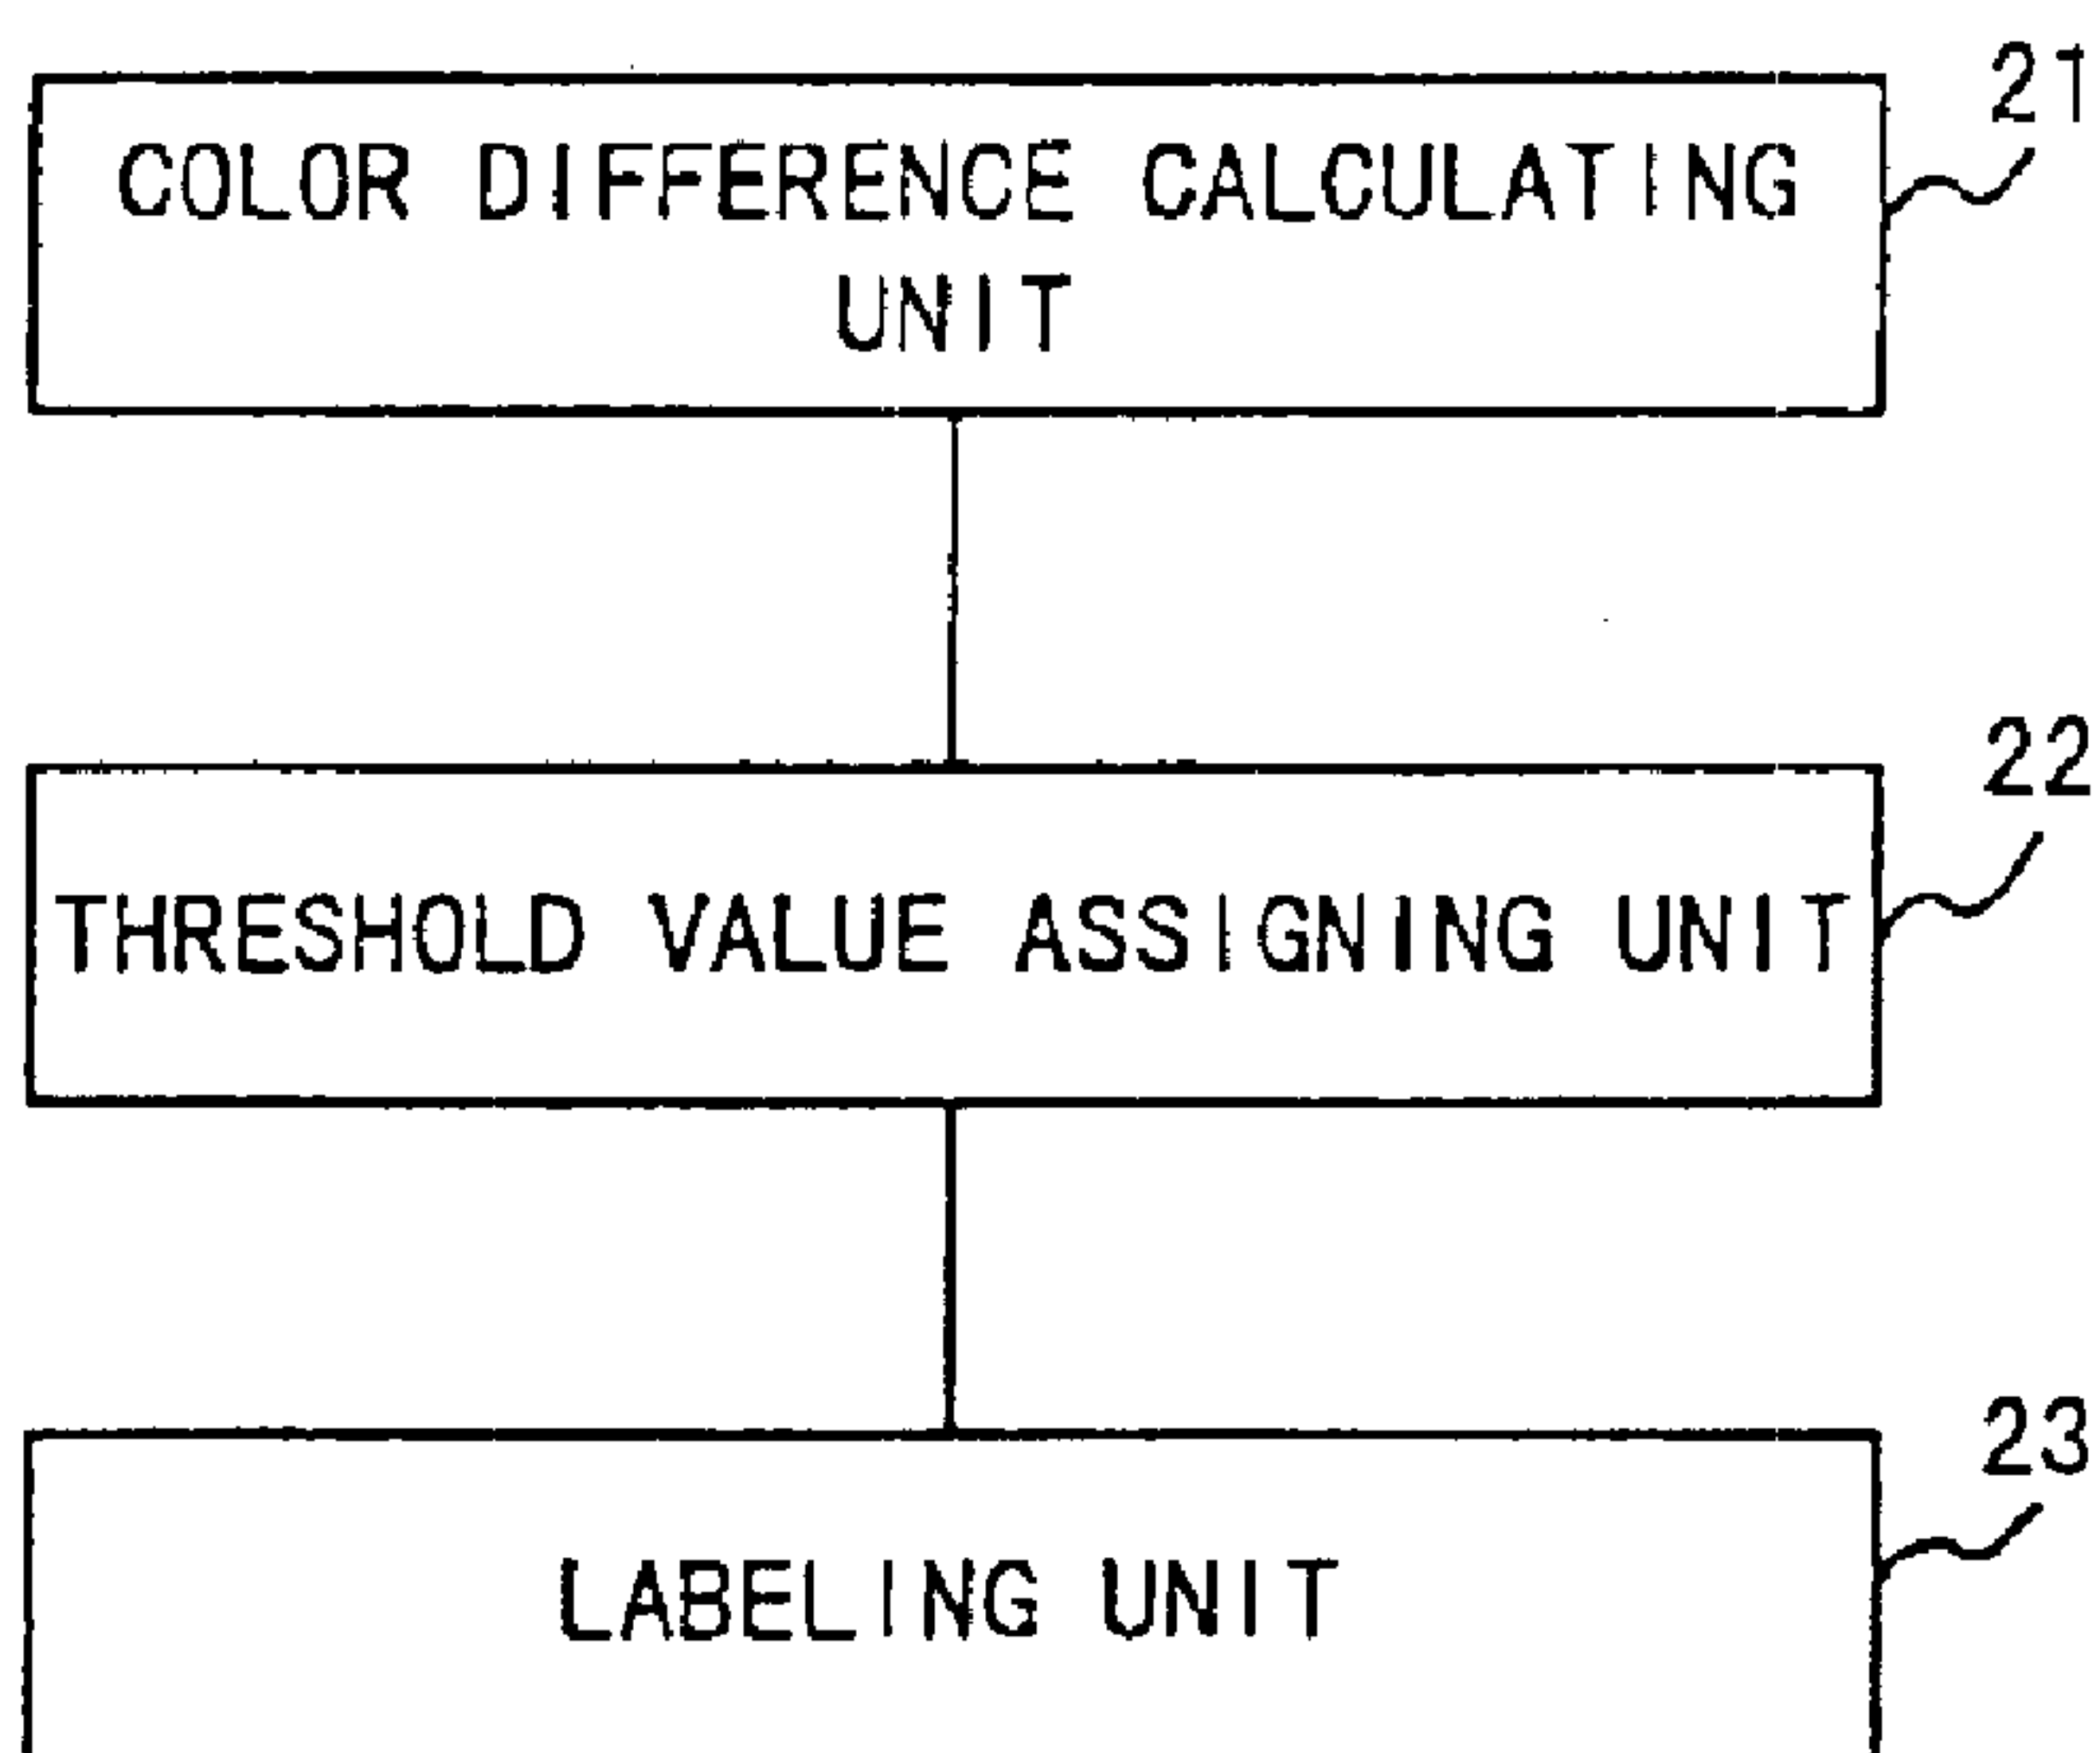 21
COLOR DIFFERENCE CALCULATING
UNIT
22
THRESHOLD VALUE ASSIGNING UNIT
23
LABELING UNIT